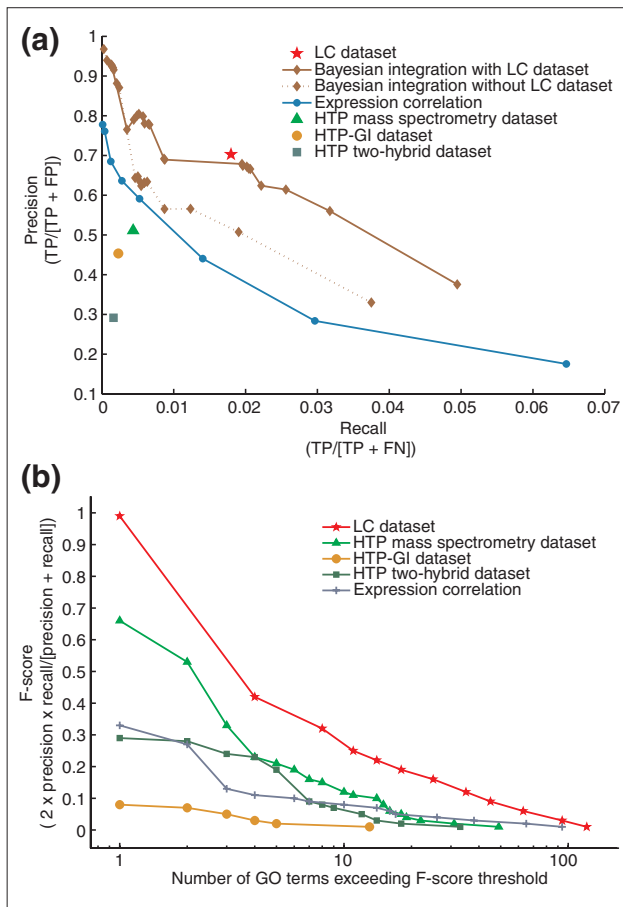 (a)
1
0.9
0.8
0.7
0.6
0.5
0.4
0.3
0.2
0.1
Precision
(TP/[TP + FP])
LC dataset
Bayesian integration with LC dataset
Bayesian integration without LC dataset
Expression correlation
HTP mass spectrometry dataset
HTP-GI dataset
HTP two-hybrid dataset
0 0.01 0.02 0.03 0.04 0.05 0.06 0.07
Recall
(TP/[TP + FN])
(b)
1
0.9
0.8
0.7
0.6
0.5
0.4
0.3
0.2
0.1
0
F-score
( 2 x precision x recall/[precision + recall])
LC dataset
HTP mass spectrometry dataset
HTP-GI dataset
HTP two-hybrid dataset
Expression correlation
1 10 100
Number of GO terms exceeding F-score threshold